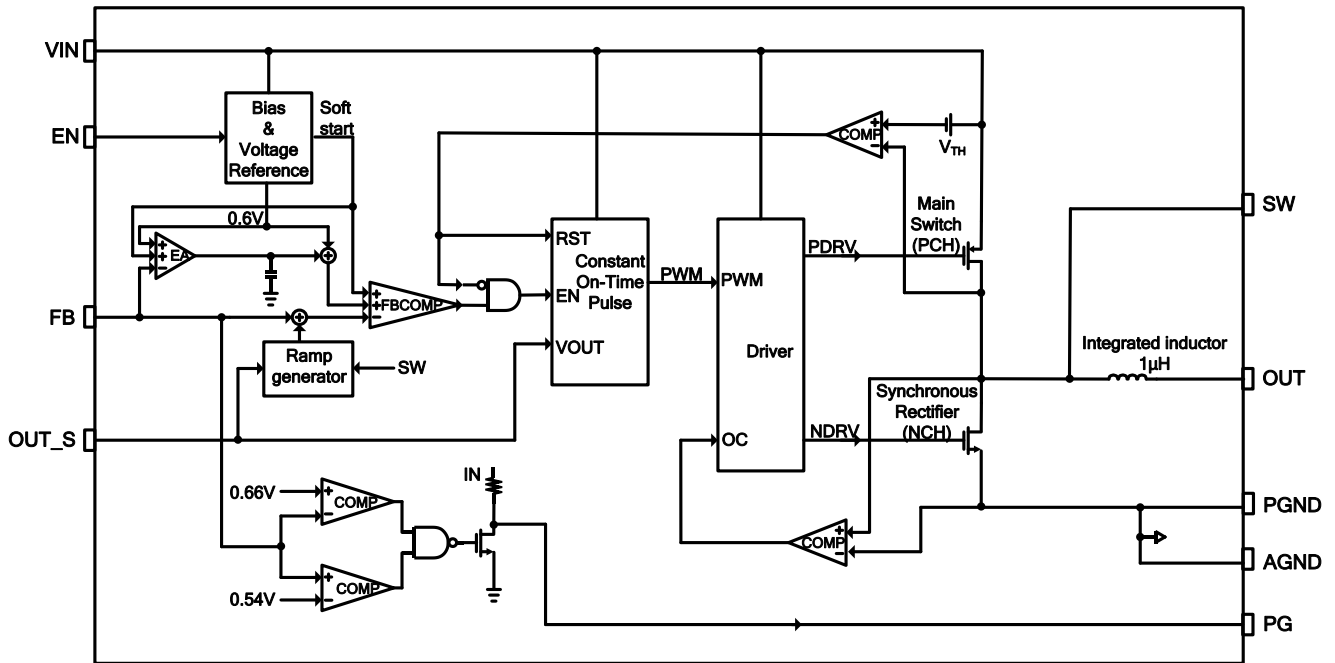 VIN
EN
Bias
&
Voltage
Reference
Soft
start
COMP
+
−
VTH
SW
Main
Switch
(PCH)
0.6V
+
+
−
EA
+
RST
Constant
On-Time
Pulse
EN
VOUT
PWM
PWM
PDRV
Driver
+
+
−
FBCOMP
FB
+
Ramp
generator
SW
Integrated inductor
1µH
OUT
Synchronous
Rectifier
(NCH)
OUT_S
OC
NDRV
IN
0.66V
+
−
COMP
0.54V
+
−
COMP
COMP
+
−
PGND
AGND
PG